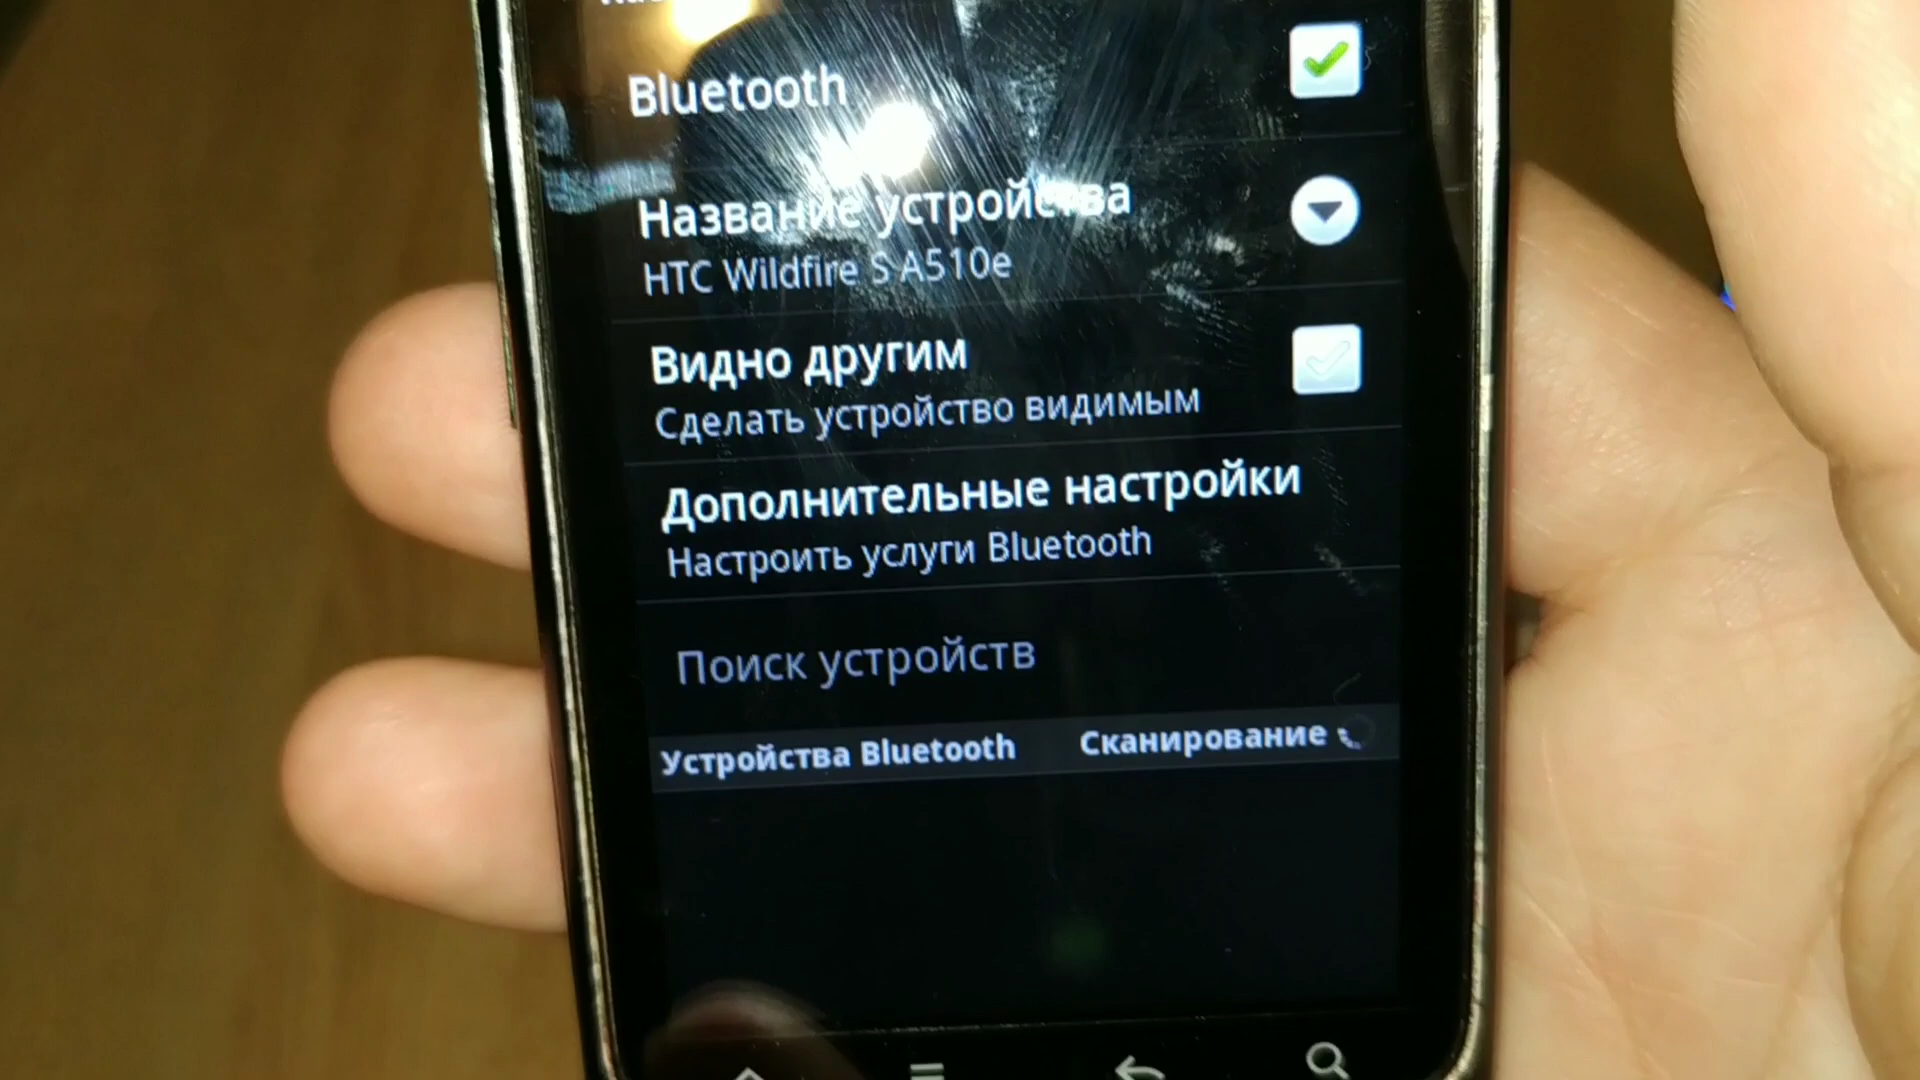 Bluetooth
Название устройства
HTC Wildfire S A510e
Видно другим
Сделать устройство видимым
Дополнительные настройки
Настроить услуги Bluetooth
Поиск устройств
Устройства Bluetooth Сканирование